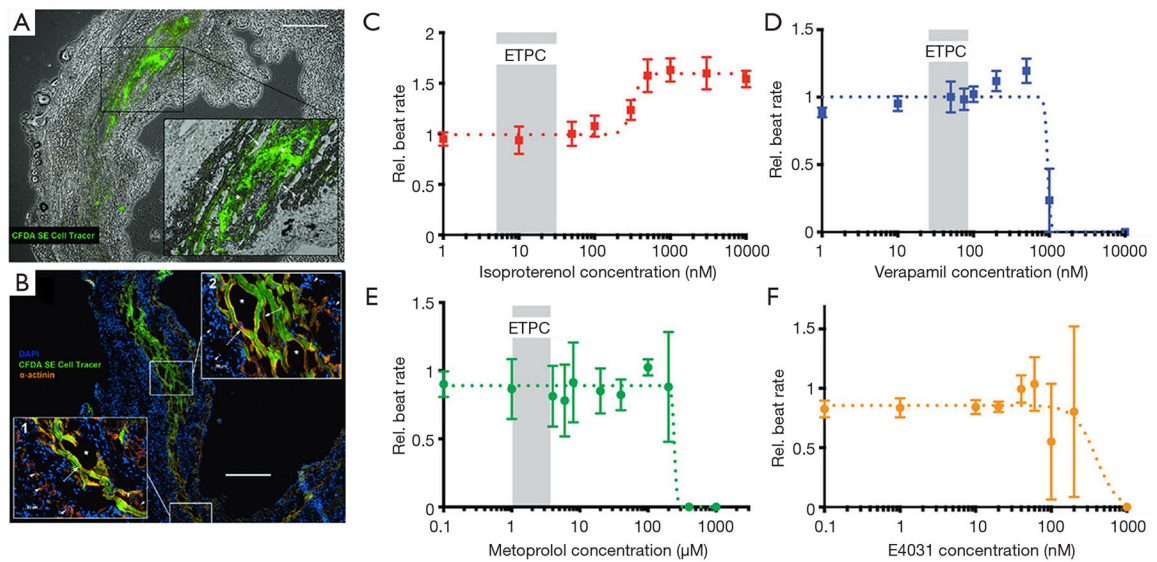 A
CFDA SE Cell Tracer
B
DAPI
CFDA SE Cell Tracer
α-actinin
1
*
2
*
*
C
Rel. beat rate
2
1.5
1
0.5
0
ETPC
1
10
100
1000
10000
Isoproterenol concentration (nM)
D
Rel. beat rate
1.5
1
0.5
0
ETPC
1
10
100
1000
10000
Verapamil concentration (nM)
E
Rel. beat rate
1.5
1.0
0.5
0
ETPC
0.1
1
10
100
1000
Metoprolol concentration (μM)
F
Rel. beat rate
1.5
1
0.5
0
0.1
1
10
100
1000
E4031 concentration (nM)